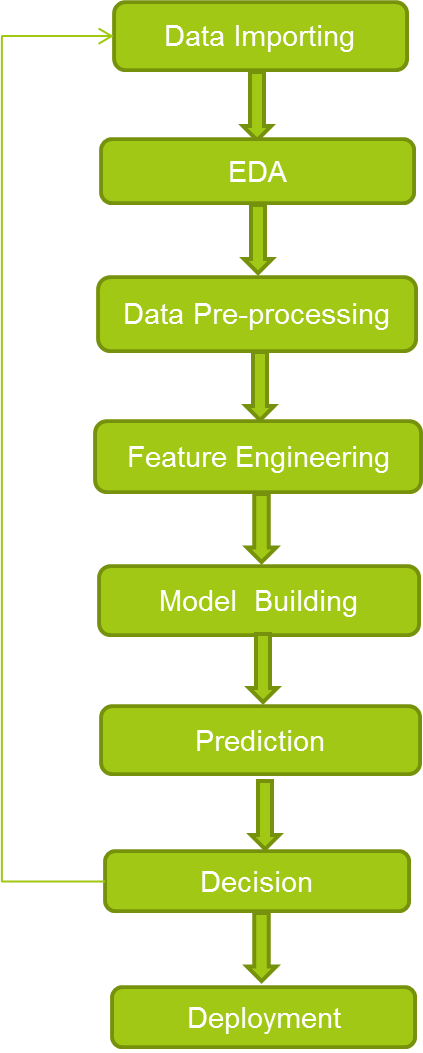 Data Importing
EDA
Data Pre-processing
Feature Engineering
Model  Building
Prediction
Decision
Deployment